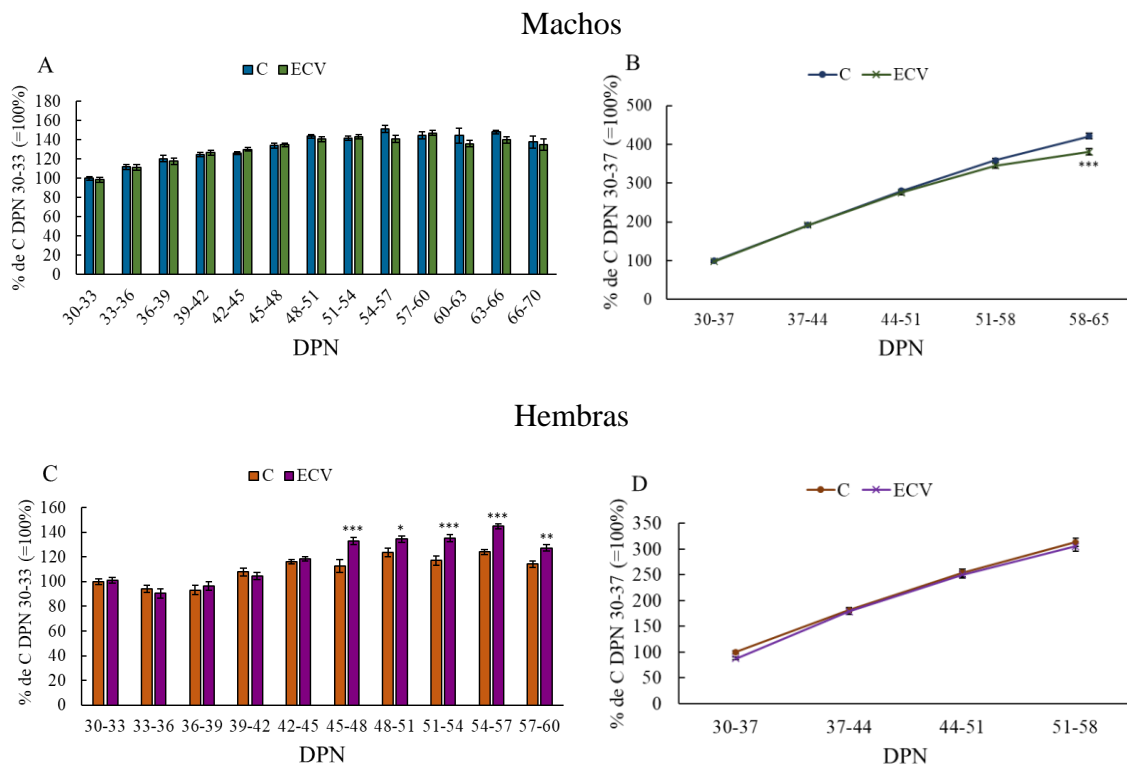 Machos
A
C ECV
% de C DPN 30-33 (=100%)
180
160
140
120
100
80
60
40
20
0
30-33 33-36 36-39 39-42 42-45 45-48 48-51 51-54 54-57 57-60 60-63 63-66 66-70
DPN
B
C ECV
% de C DPN 30-37 (=100%)
500
400
300
200
100
0
***
30-37 37-44 44-51 51-58 58-65
DPN
Hembras
C
C ECV
% de C DPN 30-33 (=100%)
160
140
120
100
80
60
40
20
0
*** * *** *** **
30-33 33-36 36-39 39-42 42-45 45-48 48-51 51-54 54-57 57-60
DPN
D
C ECV
% de C DPN 30-37 (=100%)
350
300
250
200
150
100
50
0
30-37 37-44 44-51 51-58
DPN